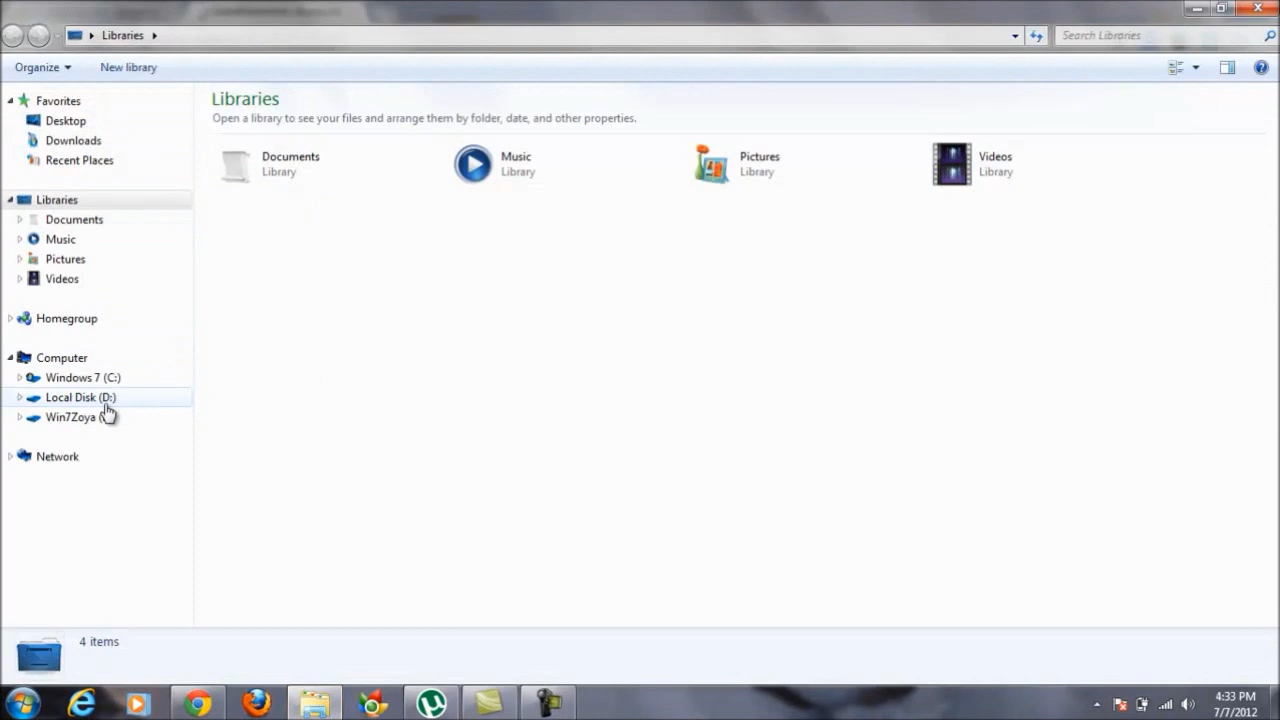 Libraries
Search Libraries
Organize
New library
Favorites
Desktop
Downloads
Recent Places
Libraries
Documents
Music
Pictures
Videos
Homegroup
Computer
Windows 7 (C:)
Local Disk (D:)
Win7Zoya (
Network
Libraries
Open a library to see your files and arrange them by folder, date, and other properties.
Documents
Library
Music
Library
Pictures
Library
Videos
Library
4 items
4:33 PM
7/7/2012